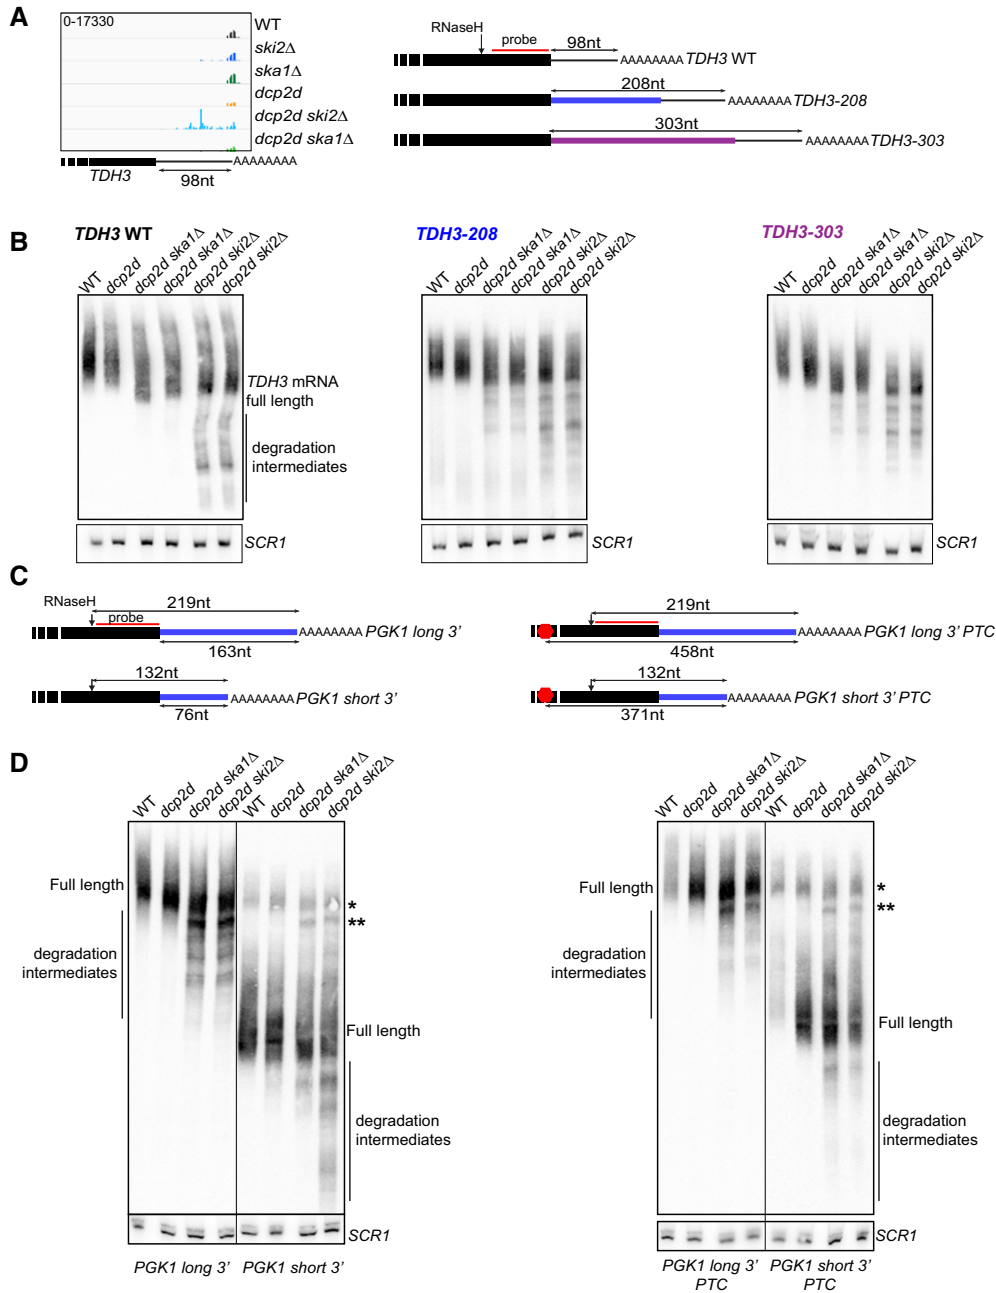 A
0-17330
WT
ski2Δ
ska1Δ
dcp2d
dcp2d ski2Δ
dcp2d ska1Δ
AAAAAAAA
TDH3
98nt
RNaseH
probe
98nt
AAAAAAAA TDH3 WT
208nt
AAAAAAAA TDH3-208
303nt
AAAAAAAA TDH3-303
B
TDH3 WT
WT
dcp2d
dcp2d ska1Δ
dcp2d ska1Δ
dcp2d ski2Δ
dcp2d ski2Δ
TDH3 mRNA
full length
degradation
intermediates
SCR1
TDH3-208
WT
dcp2d
dcp2d ska1Δ
dcp2d ska1Δ
dcp2d ski2Δ
dcp2d ski2Δ
SCR1
TDH3-303
WT
dcp2d
dcp2d ska1Δ
dcp2d ska1Δ
dcp2d ski2Δ
dcp2d ski2Δ
SCR1
C
RNaseH
219nt
probe
AAAAAAAA PGK1 long 3’
163nt
132nt
AAAAAAAA PGK1 short 3’
76nt
219nt
AAAAAAAA PGK1 long 3’ PTC
458nt
132nt
AAAAAAAA PGK1 short 3’ PTC
371nt
D
WT
dcp2d
dcp2d ska1Δ
dcp2d ski2Δ
WT
dcp2d
dcp2d ska1Δ
dcp2d ski2Δ
Full length
degradation
intermediates
*
**
Full length
degradation
intermediates
SCR1
PGK1 long 3’
PGK1 short 3’
WT
dcp2d
dcp2d ska1Δ
dcp2d ski2Δ
WT
dcp2d
dcp2d ska1Δ
dcp2d ski2Δ
Full length
degradation
intermediates
*
**
Full length
degradation
intermediates
SCR1
PGK1 long 3’
PTC
PGK1 short 3’
PTC